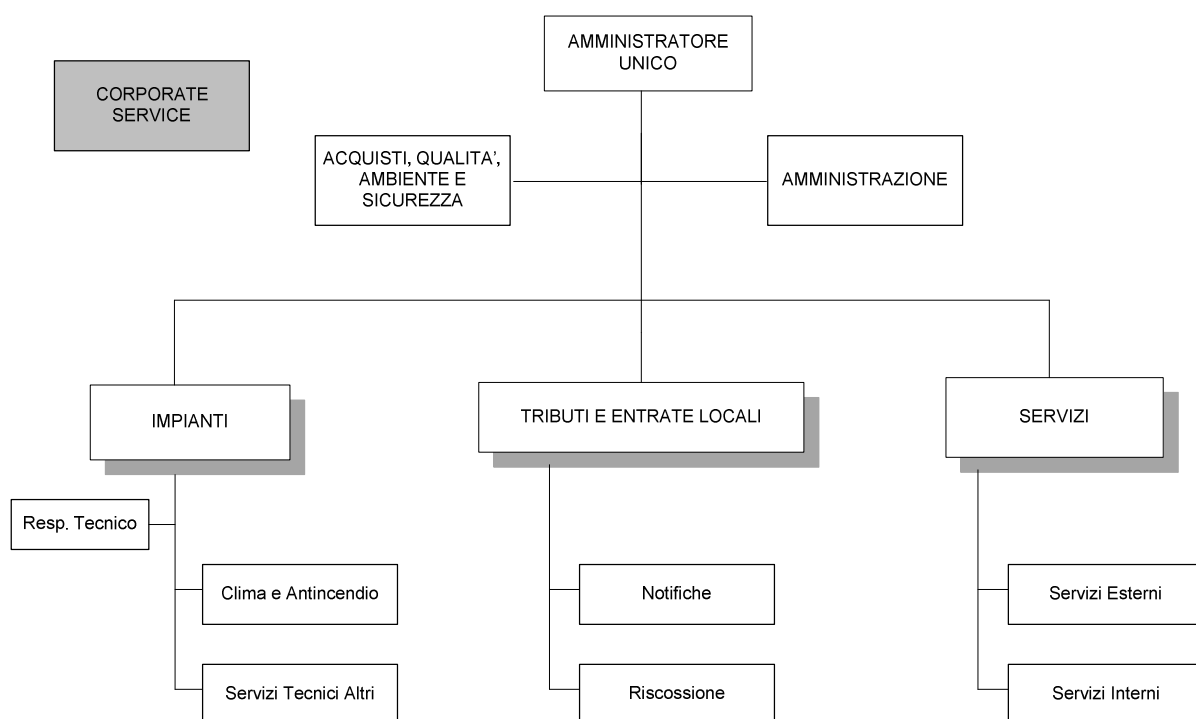 AMMINISTRATORE
UNICO
CORPORATE
SERVICE
ACQUISTI, QUALITA',
AMBIENTE E
SICUREZZA
AMMINISTRAZIONE
IMPIANTI
TRIBUTI E ENTRATE LOCALI
SERVIZI
Resp. Tecnico
Clima e Antincendio
Notifiche
Servizi Esterni
Servizi Tecnici Altri
Riscossione
Servizi Interni